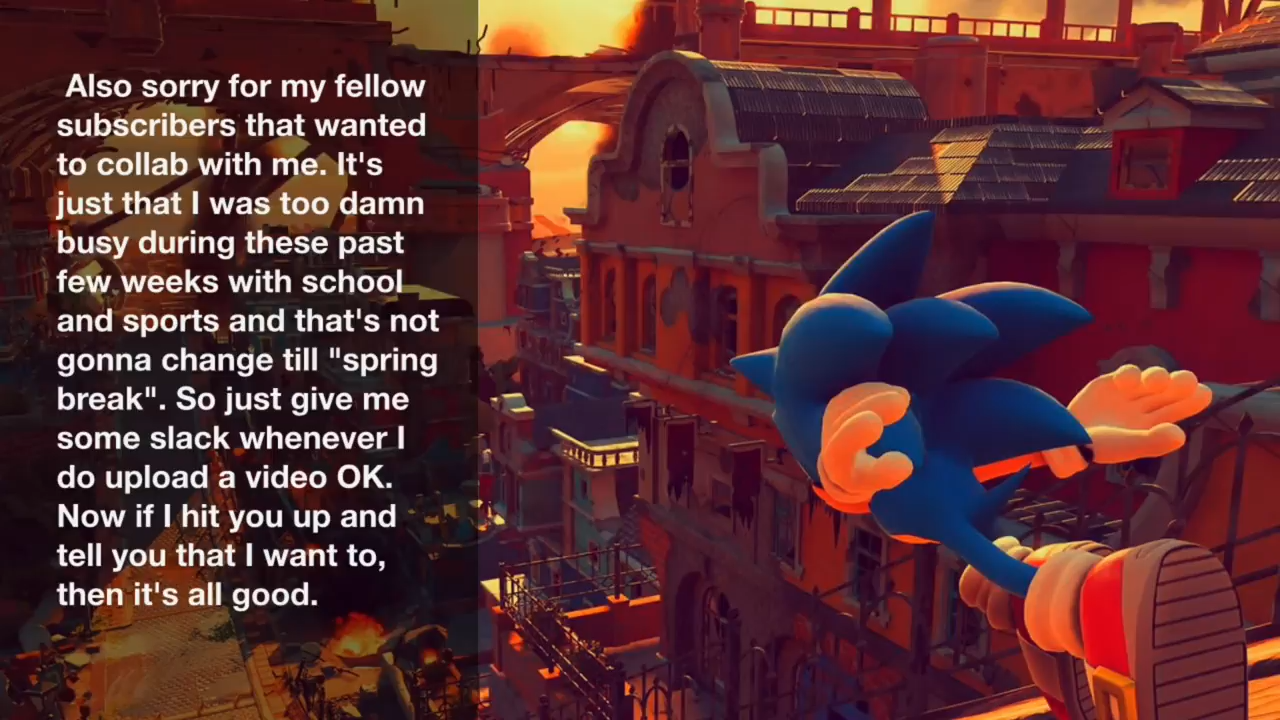 Also sorry for my fellow
subscribers that wanted
to collab with me. It's
just that I was too damn
busy during these past
few weeks with school
and sports and that's not
gonna change till "spring
break". So just give me
some slack whenever I
do upload a video OK.
Now if I hit you up and
tell you that I want to,
then it's all good.